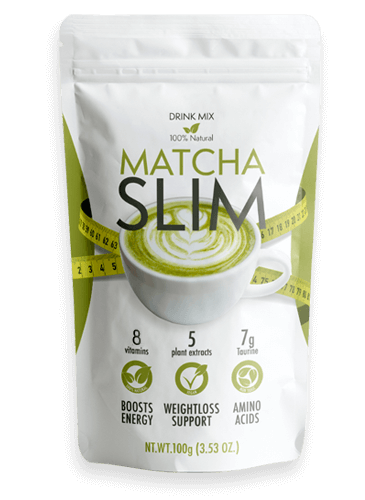 DRINK MIX
100% Natural
MATCHA
SLIM
8 vitamins
5 plant extracts
7g Taurine
BOOSTS ENERGY
WEIGHTLOSS SUPPORT
AMINO ACIDS
NT.WT.100g (3.53 OZ.)